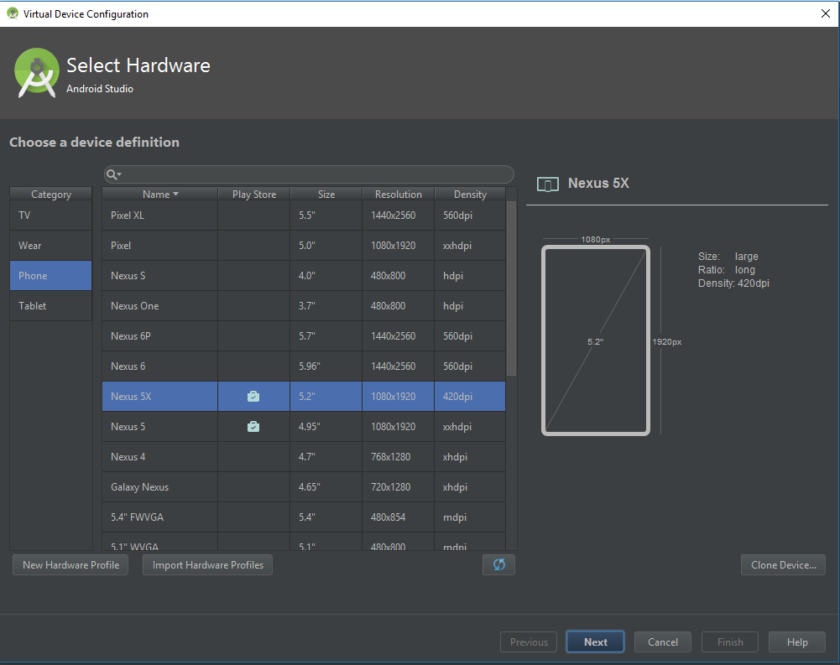 Virtual Device Configuration
Select Hardware
Android Studio
Choose a device definition
Category
TV
Wear
Phone
Tablet
Name Play Store Size Resolution Density
Pixel XL 5.5" 1440x2560 560dpi
Pixel 5.0" 1080x1920 xxhdpi
Nexus S 4.0" 480x800 hdpi
Nexus One 3.7" 480x800 hdpi
Nexus 6P 5.7" 1440x2560 560dpi
Nexus 6 5.96" 1440x2560 560dpi
Nexus 5X 5.2" 1080x1920 420dpi
Nexus 5 4.95" 1080x1920 xxhdpi
Nexus 4 4.7" 768x1280 xhdpi
Galaxy Nexus 4.65" 720x1280 xhdpi
5.4" FWVGA 5.4" 480x854 mdpi
5.1" WVGA 5.1" 480x800 mdpi
Nexus 5X
1080px
5.2"
1920px
Size: large
Ratio: long
Density: 420dpi
New Hardware Profile Import Hardware Profiles
Clone Device...
Previous Next Cancel Finish Help